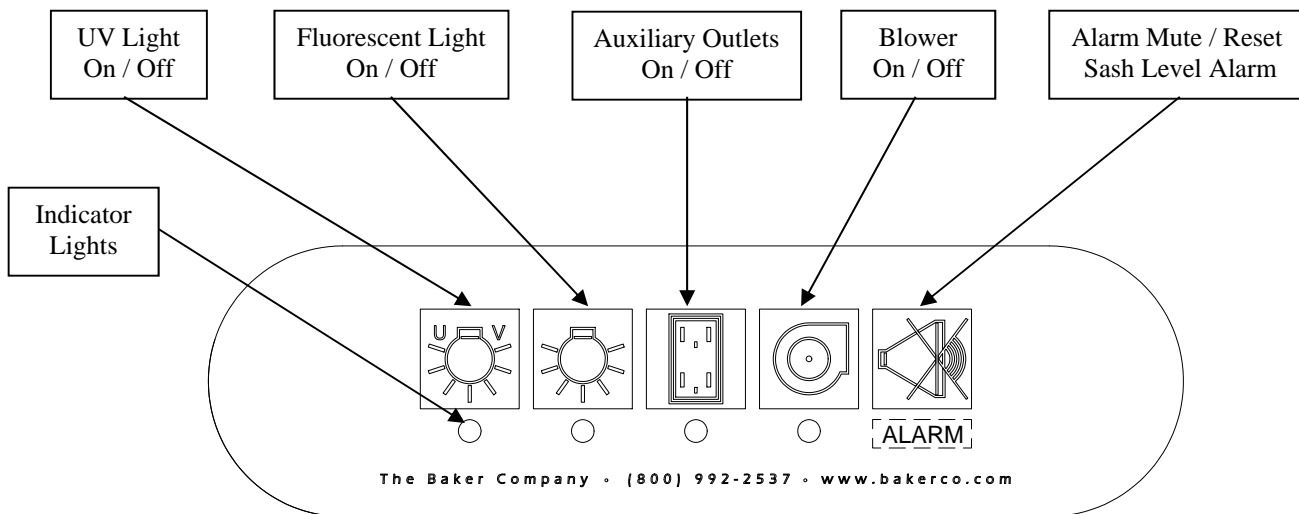 UV Light
On / Off
Fluorescent Light
On / Off
Auxiliary Outlets
On / Off
Blower
On / Off
Alarm Mute / Reset
Sash Level Alarm
Indicator
Lights
U V
ALARM
The Baker Company ◦ (800) 992-2537 ◦ www.bakerco.com